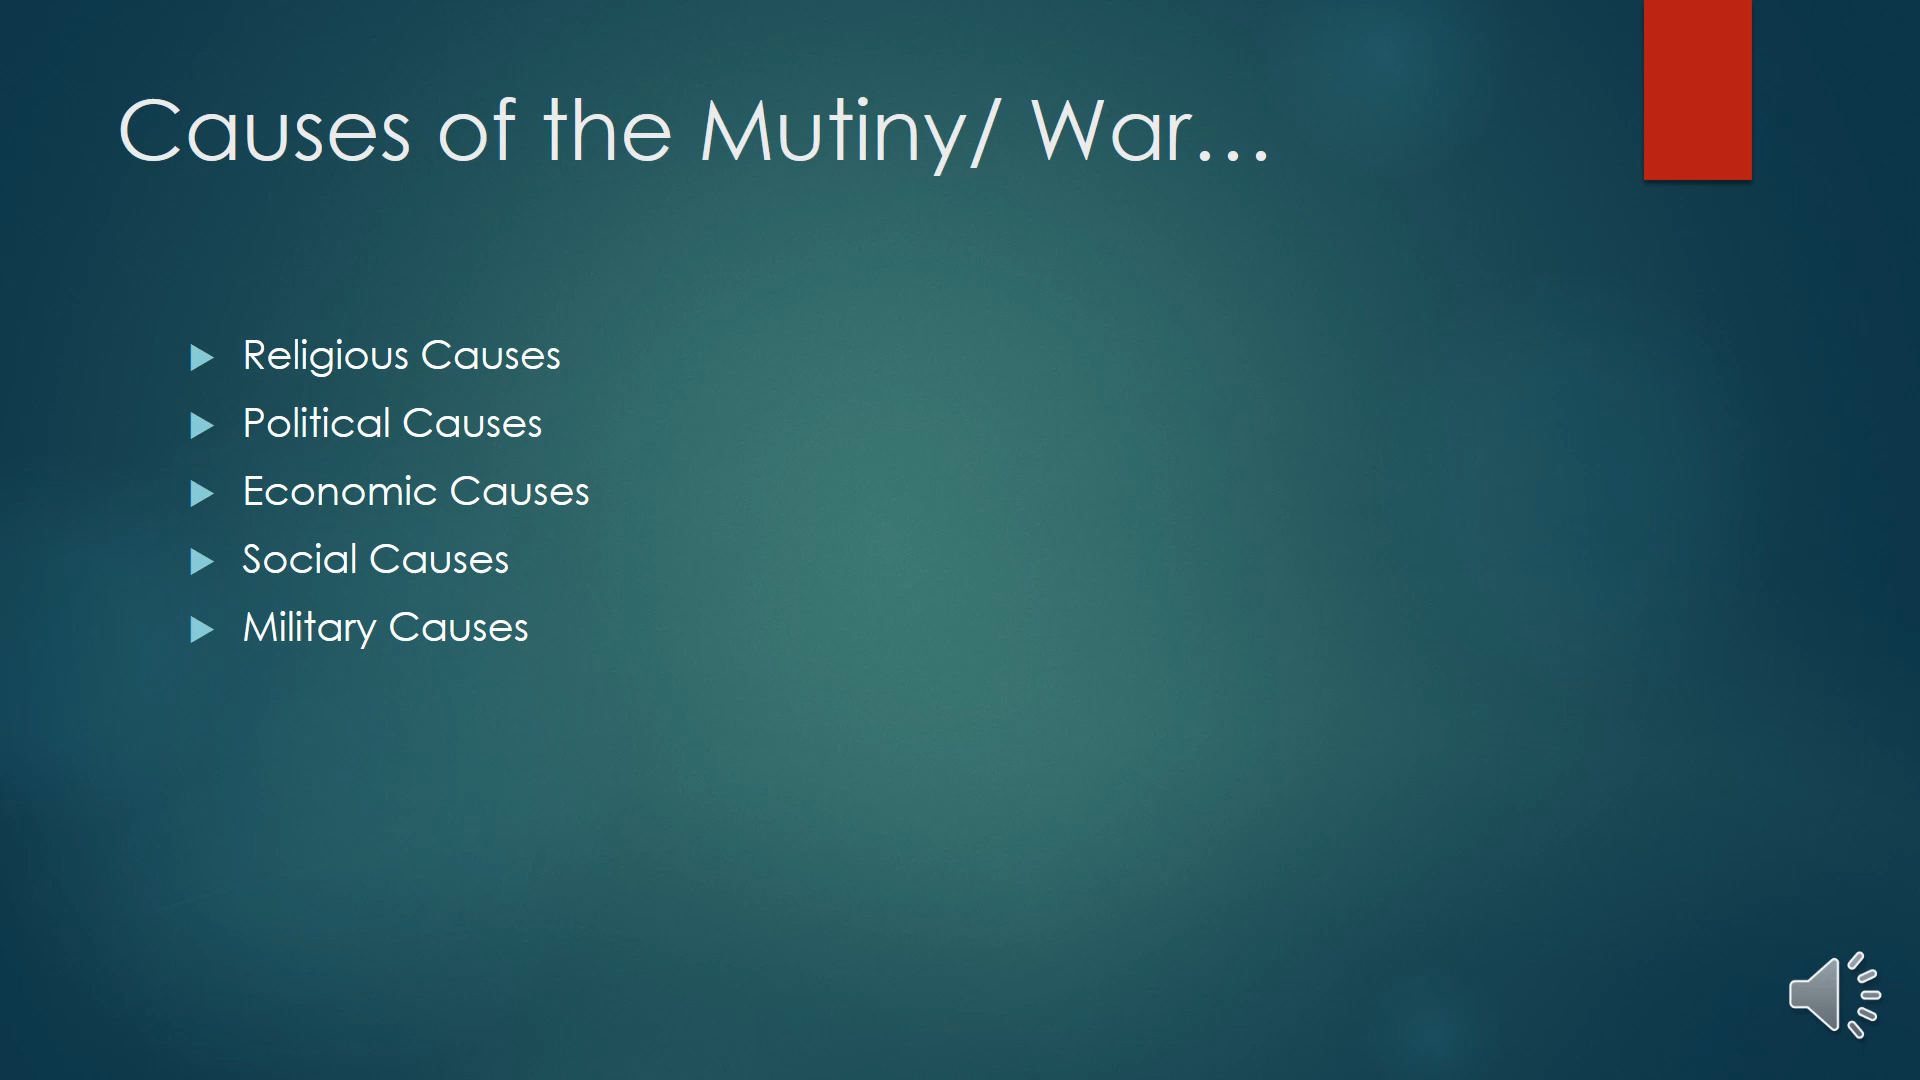 Causes of the Mutiny/ War...
Religious Causes
Political Causes
Economic Causes
Social Causes
Military Causes